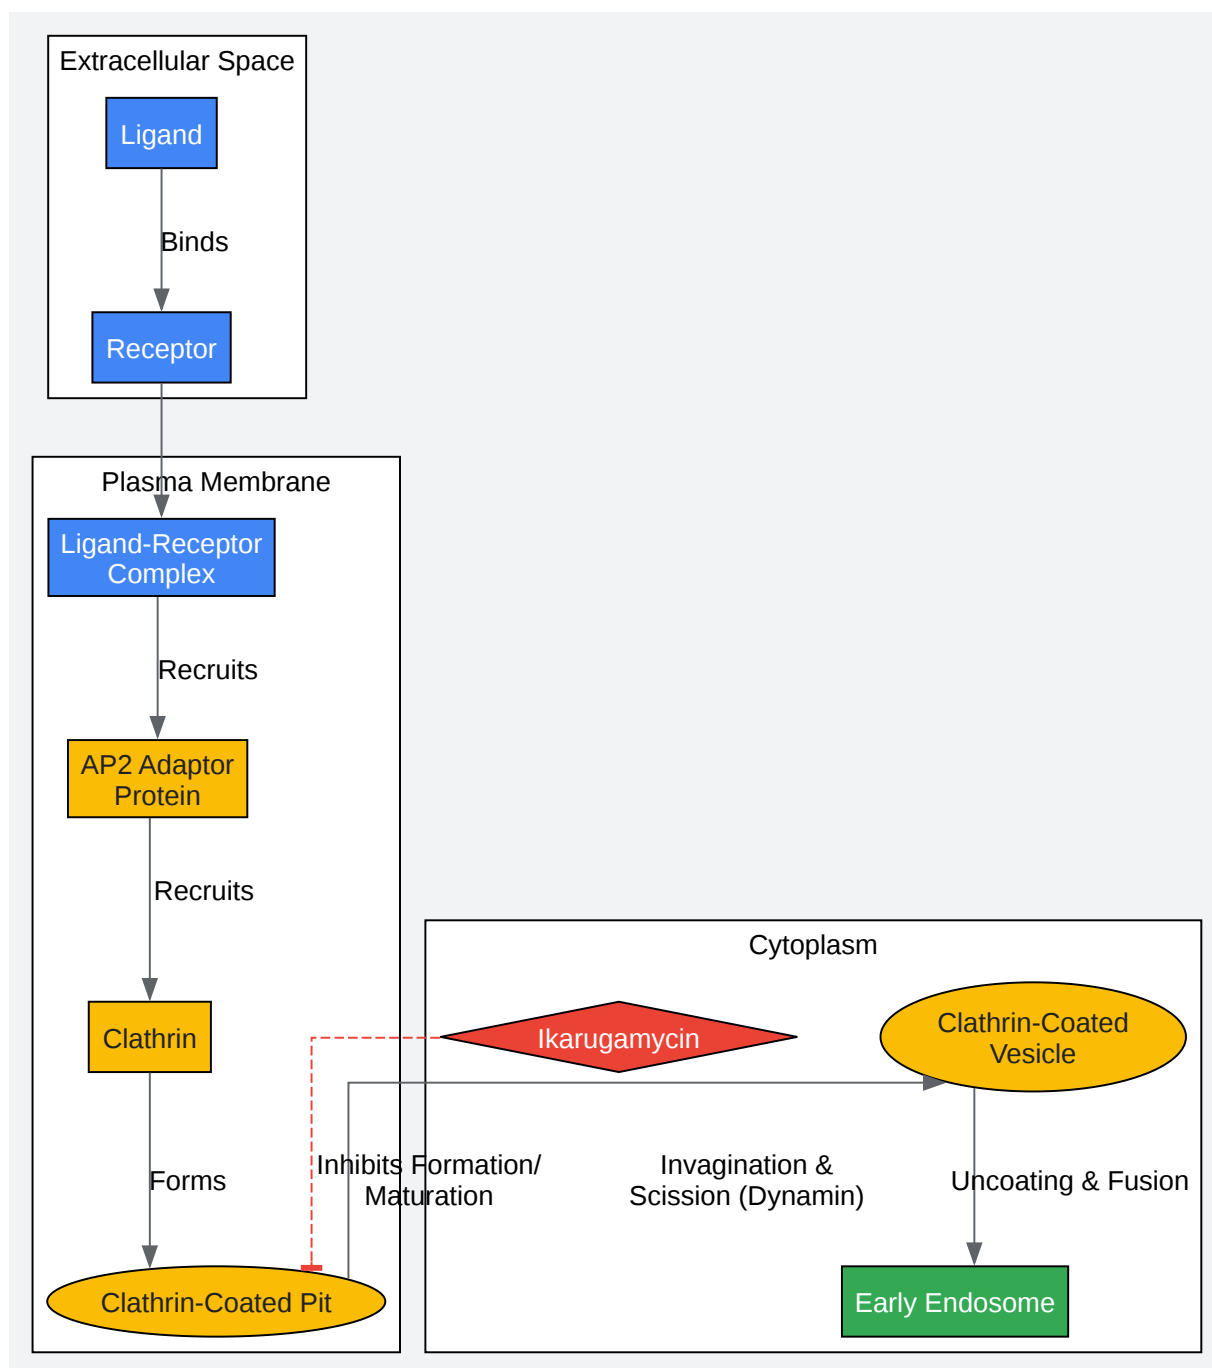 Extracellular Space
Ligand
Binds
Receptor
Plasma Membrane
Ligand-Receptor
Complex
Recruits
AP2 Adaptor
Protein
Recruits
Clathrin
Forms
Clathrin-Coated Pit
Cytoplasm
Ikarugamycin
Clathrin-Coated
Vesicle
Inhibits Formation/
Maturation
Invagination &
Scission (Dynamin)
Uncoating & Fusion
Early Endosome